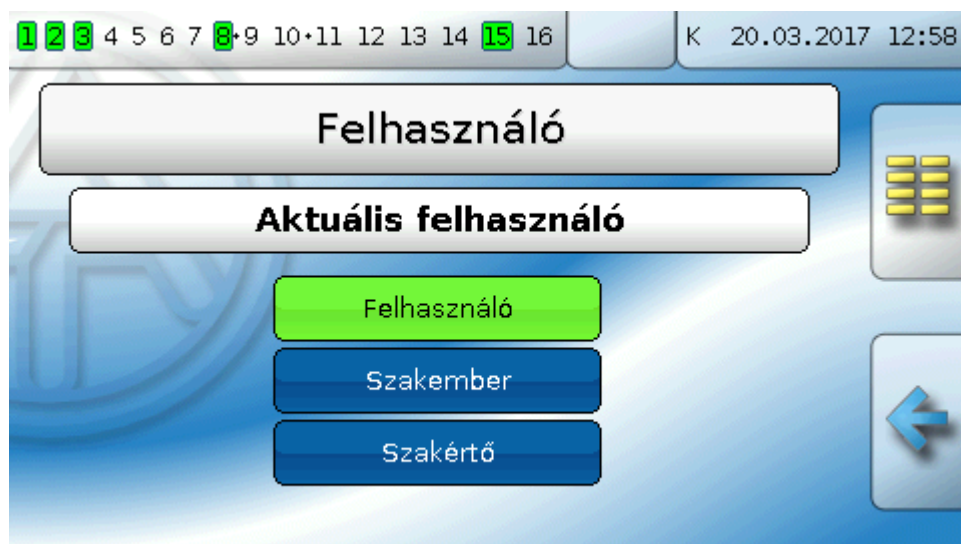 1 2 3 4 5 6 7 8•9 10•11 12 13 14 15 16 K 20.03.2017 12:58
Felhasználó
Aktuális felhasználó
Felhasználó
Szakember
Szakértő